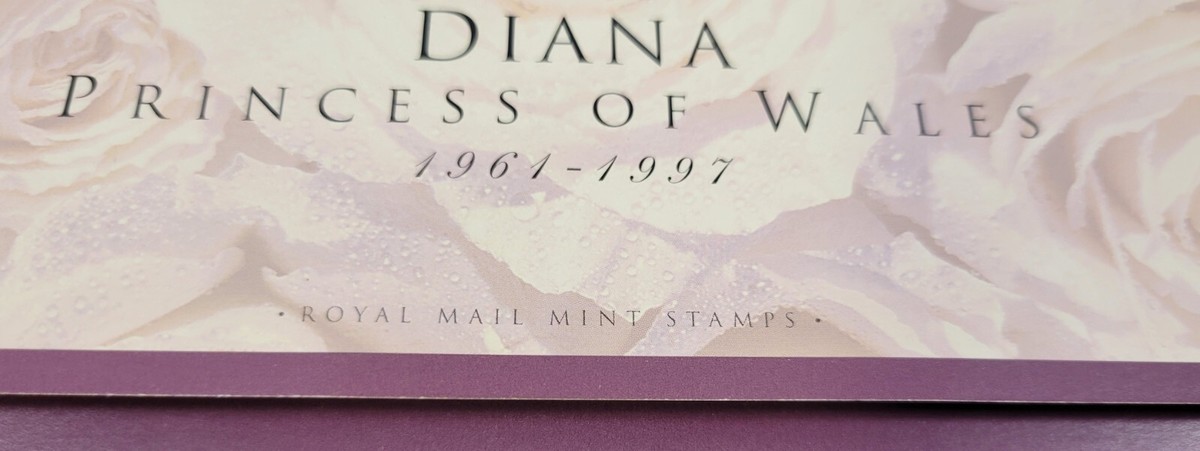 DIANA
PRINCESS OF WALES
1961-1997
• ROYAL MAIL MINT STAMPS •